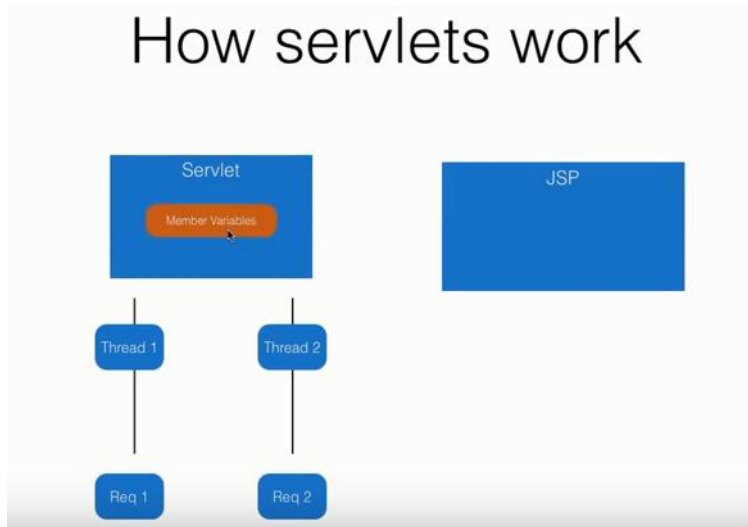 How servlets work
Servlet
JSP
Member Variables
Thread 1
Thread 2
Req 1
Req 2